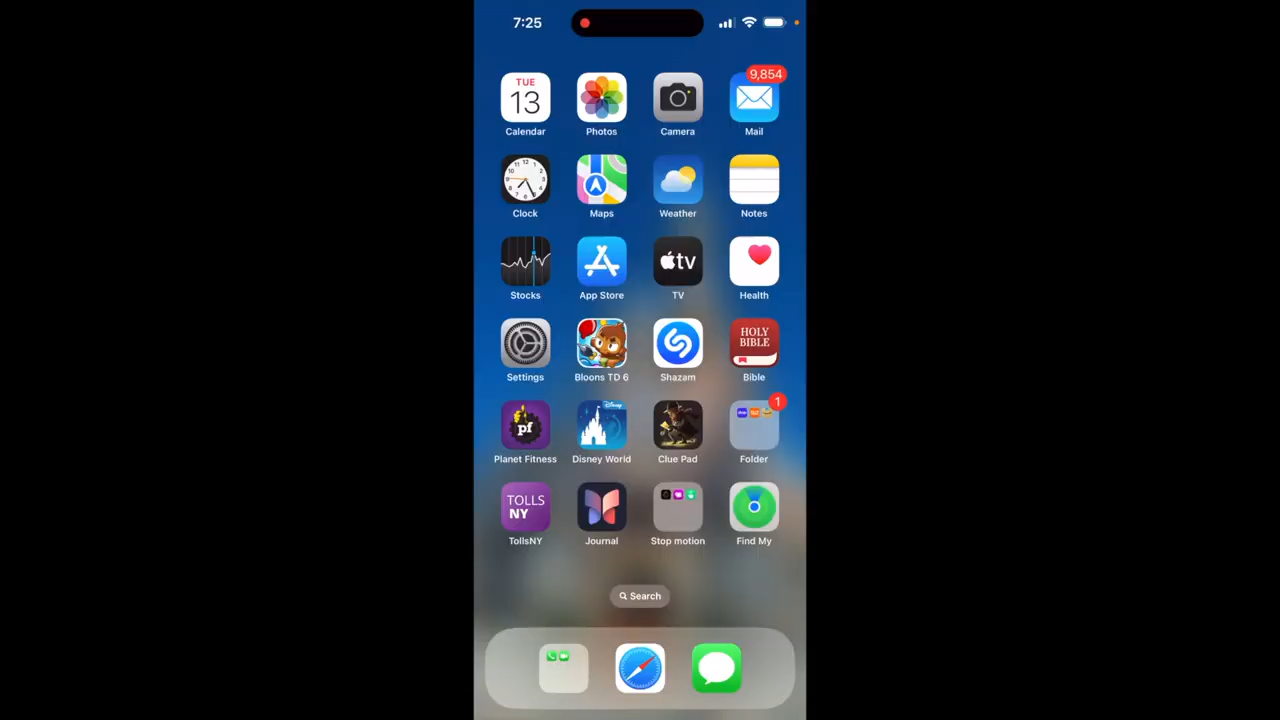 7:25
9,854
TUE
13
Calendar
Photos
Camera
Mail
Clock
Maps
Weather
Notes
tv
Stocks
App Store
TV
Health
HOLY
BIBLE
Settings
Bloons TD 6
Shazam
Bible
1
Disney
pf
Planet Fitness
Disney World
Clue Pad
Folder
TOLLS
NY
TollsNY
Journal
Stop motion
Find My
Search